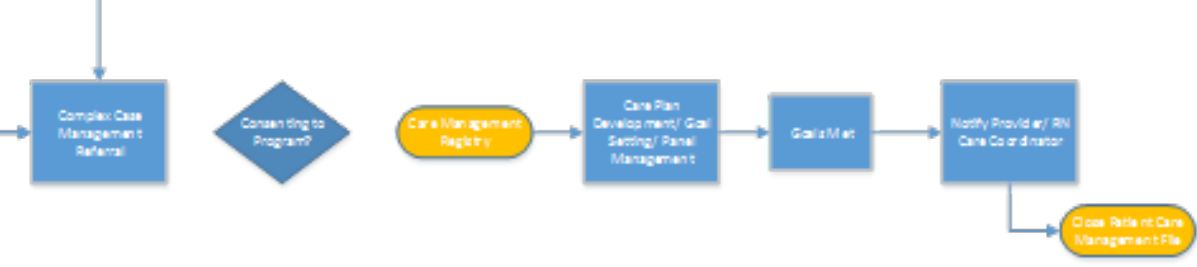 Complex Case
Management
Referral
Consenting to
Program?
Care Management
Registry
Care Plan
Development/ Goal
Setting/ Panel
Management
Goals Met
Notify Provider/ RN
Care Coordinator
Close Patient Care
Management File